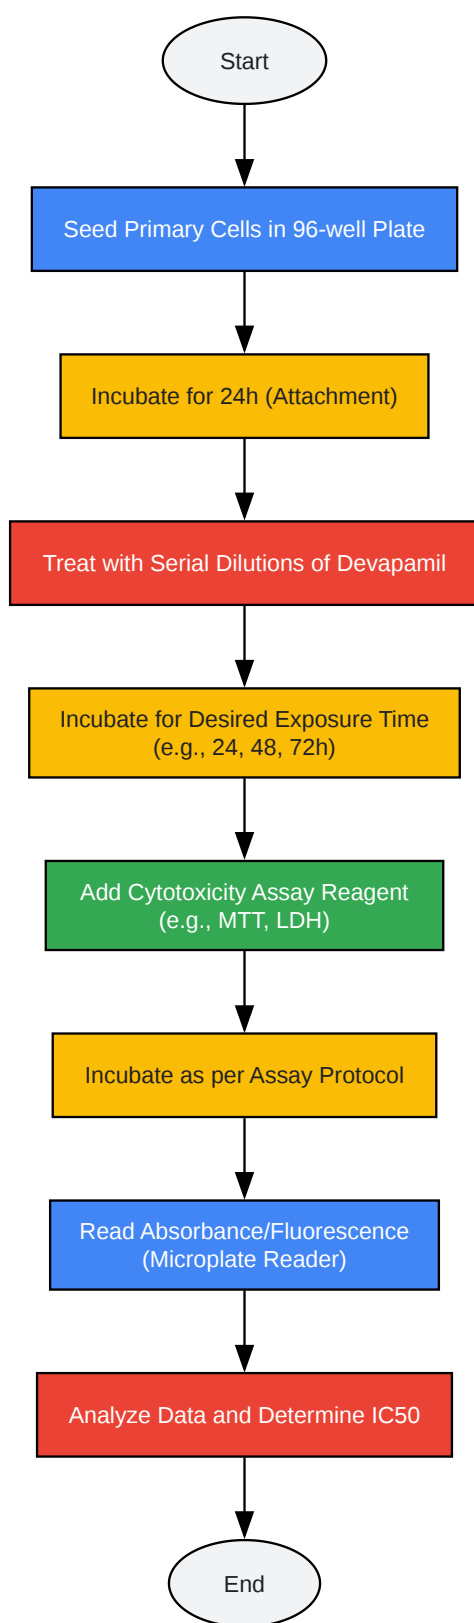 Start
Seed Primary Cells in 96-well Plate
Incubate for 24h (Attachment)
Treat with Serial Dilutions of Devapamil
Incubate for Desired Exposure Time
(e.g., 24, 48, 72h)
Add Cytotoxicity Assay Reagent
(e.g., MTT, LDH)
Incubate as per Assay Protocol
Read Absorbance/Fluorescence
(Microplate Reader)
Analyze Data and Determine IC50
End